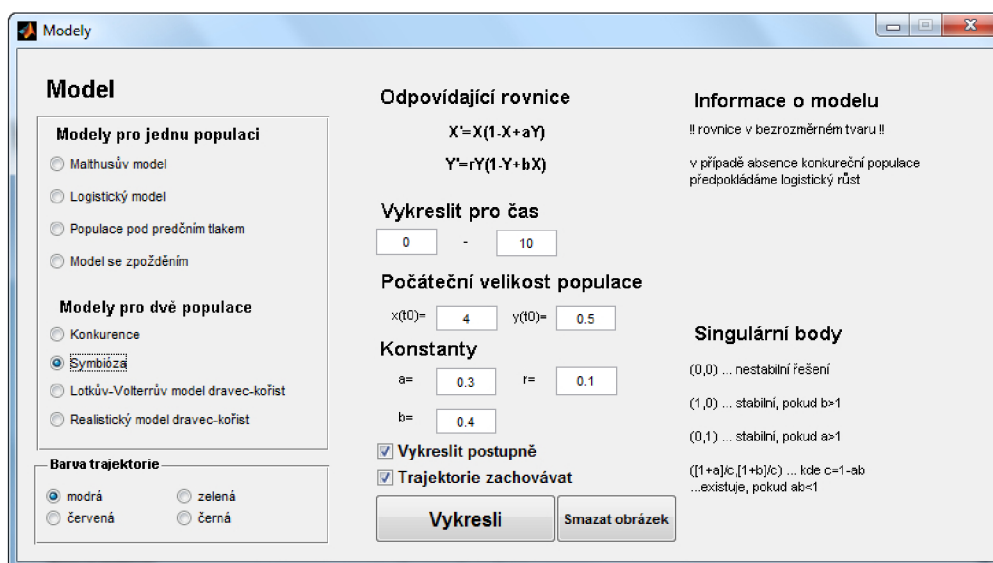 Modely
Model
Modely pro jednu populaci
Malthusův model
Logistický model
Populace pod predčním tlakem
Model se zpožděním
Modely pro dvě populace
Konkurence
Symbióza
Lotkův-Volterrův model dravec-kořist
Realistický model dravec-kořist
Barva trajektorie
modrá
zelená
červená
černá
Odpovídající rovnice
X'=X(1-X+aY)
Y'=rY(1-Y+bX)
Vykreslit pro čas
0 - 10
Počáteční velikost populace
x(t0)= 4 y(t0)= 0.5
Konstanty
a= 0.3 r= 0.1
b= 0.4
Vykreslit postupně
Trajektorie zachovávat
Vykresli
Smazat obrázek
Informace o modelu
!! rovnice v bezrozměrném tvaru !!
v případě absence konkureční populace
předpokládáme logistický růst
Singulární body
(0,0) ... nestabilní řešení
(1,0) ... stabilní, pokud b>1
(0,1) ... stabilní, pokud a>1
([1+a]/c,[1+b]/c) ... kde c=1-ab
...existuje, pokud ab<1